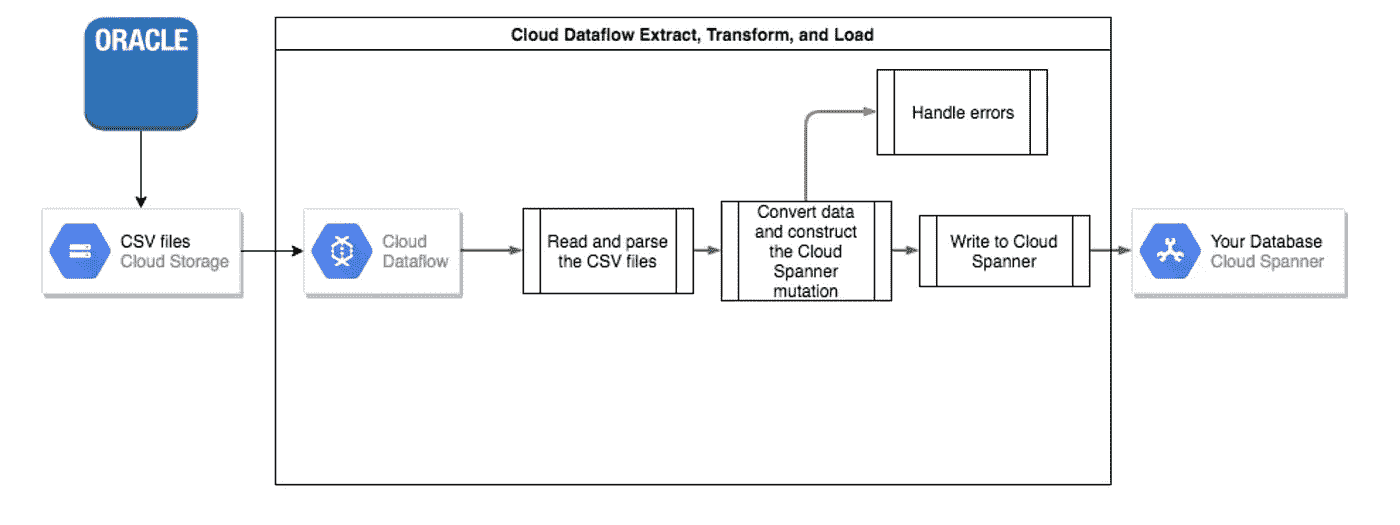 ORACLE
Cloud Dataflow Extract, Transform, and Load
Handle errors
CSV files
Cloud Storage
Cloud
Dataflow
Read and parse
the CSV files
Convert data
and construct
the Cloud
Spanner
mutation
Write to Cloud
Spanner
Your Database
Cloud Spanner